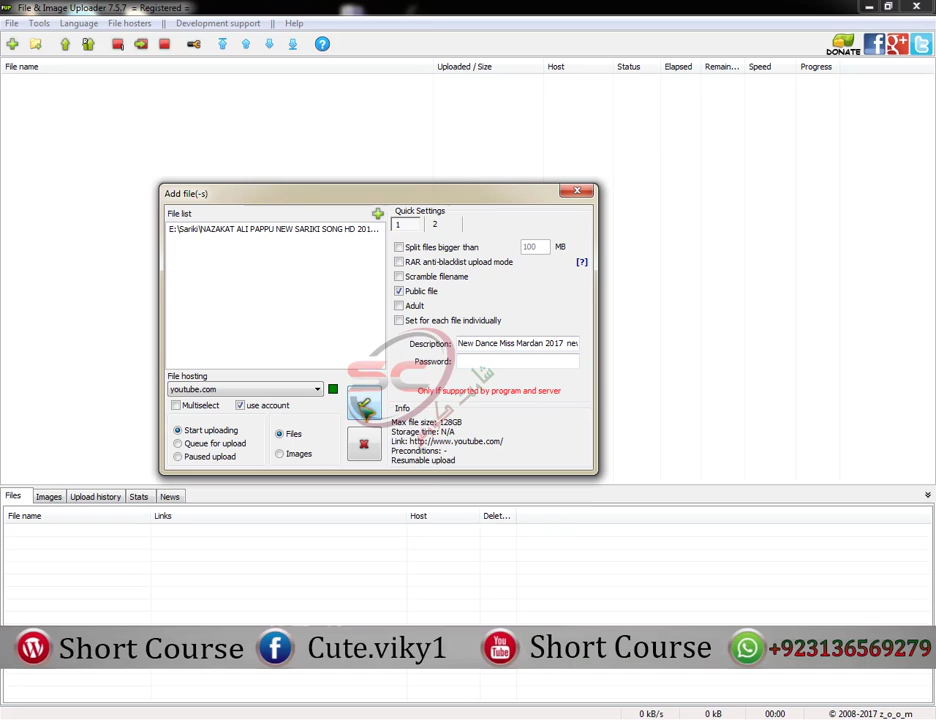 File & Image Uploader 7.5.7 = Registered =
File Tools Language File hosters || Development support || Help
DONATE
File name Uploaded / Size Host Status Elapsed Remain... Speed Progress
Add file(-s)
File list
E:\Sariki\NAZAKAT ALI PAPPU NEW SARIKI SONG HD 201...
Quick Settings
1 2
Split files bigger than 100 MB
RAR anti-blacklist upload mode [?]
Scramble filename
Public file
Adult
Set for each file individually
Description: New Dance Miss Mardan 2017 new
Password:
Only if supported by program and server
File hosting
youtube.com
Multiselect use account
Start uploading
Queue for upload
Paused upload
Files
Images
Info
Max file size: 128GB
Storage time: N/A
Link: http://www.youtube.com/
Preconditions: -
Resumable upload
SC
Files Images Upload history Stats News
File name Links Host Delet...
Short Course Cute.viky1 You Tube Short Course +923136569279
0 kB/s 0 kB 00:00 © 2008-2017 z_o_o_m